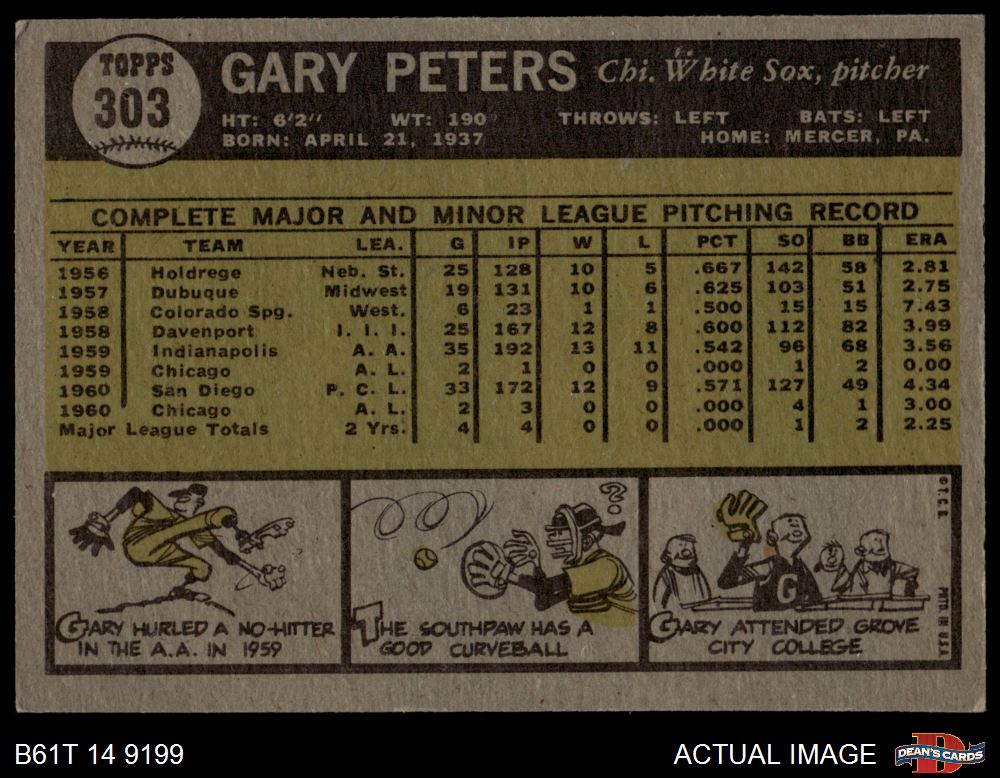 TOPPS
303
GARY PETERS Chi. White Sox, pitcher
HT: 6'2" WT: 190 THROWS: LEFT BATS: LEFT
BORN: APRIL 21, 1937 HOME: MERCER, PA.
COMPLETE MAJOR AND MINOR LEAGUE PITCHING RECORD
YEAR TEAM LEA. G IP W L PCT SO BB ERA
1956 Holdrege Neb. St. 25 128 10 5 .667 142 58 2.81
1957 Dubuque Midwest 19 131 10 6 .625 103 51 2.75
1958 Colorado Spg. West. 6 23 1 1 .500 15 15 7.43
1958 Davenport I. I. I. 25 167 12 8 .600 112 82 3.99
1959 Indianapolis A. A. 35 192 13 11 .542 96 68 3.56
1959 Chicago A. L. 2 1 0 0 .000 1 2 0.00
1960 San Diego P. C. L. 33 172 12 9 .571 127 49 4.34
1960 Chicago A. L. 2 3 0 0 .000 4 1 3.00
Major League Totals 2 Yrs. 4 4 0 0 .000 1 2 2.25
GARY HURLED A NO-HITTER
IN THE A.A. IN 1959
?
THE SOUTHPAW HAS A
GOOD CURVEBALL
G
GARY ATTENDED GROVE
CITY COLLEGE
© T.C.G.
PRTD. IN U.S.A.
B61T 14 9199
ACTUAL IMAGE
DEAN'S CARDS